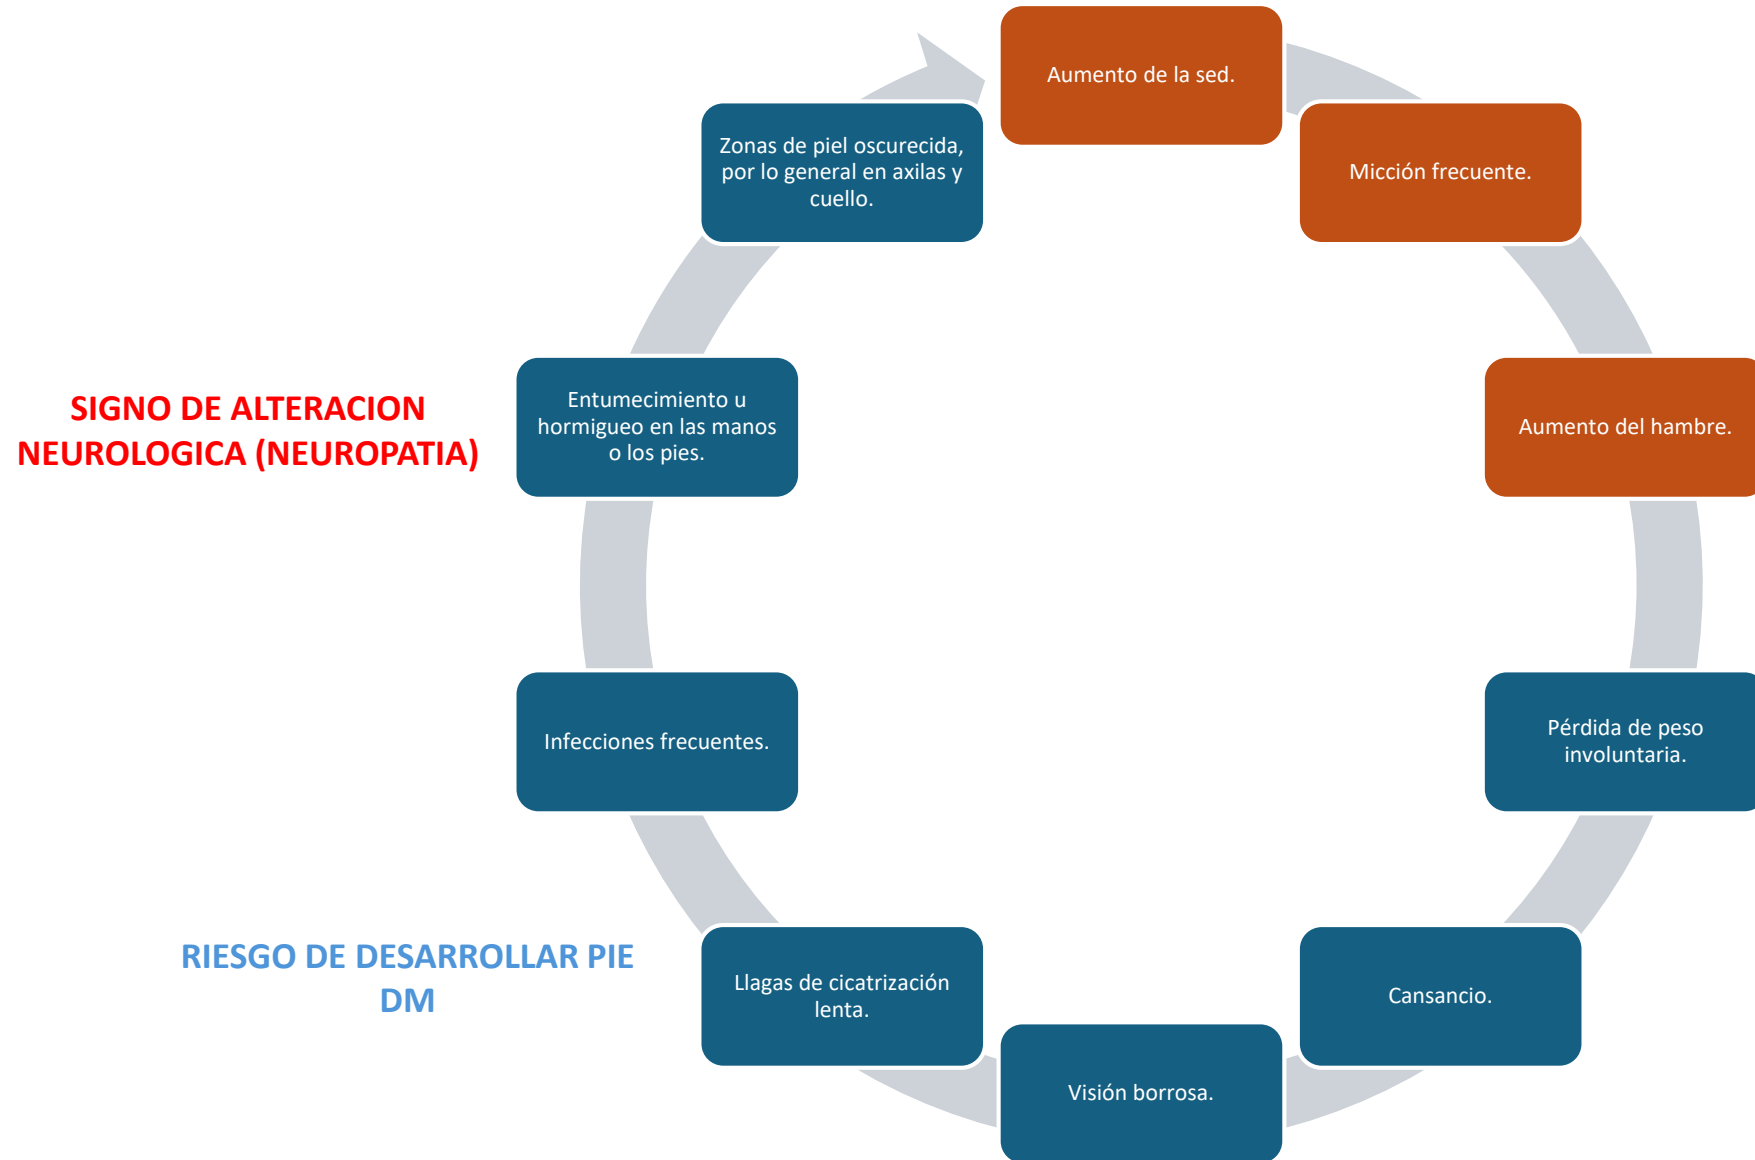 Aumento de la sed.
Micción frecuente.
Aumento del hambre.
Pérdida de peso
involuntaria.
Cansancio.
Visión borrosa.
Llagas de cicatrización
lenta.
RIESGO DE DESARROLLAR PIE
DM
Infecciones frecuentes.
Entumecimiento u
hormigueo en las manos
o los pies.
SIGNO DE ALTERACION
NEUROLOGICA (NEUROPATIA)
Zonas de piel oscurecida,
por lo general en axilas y
cuello.